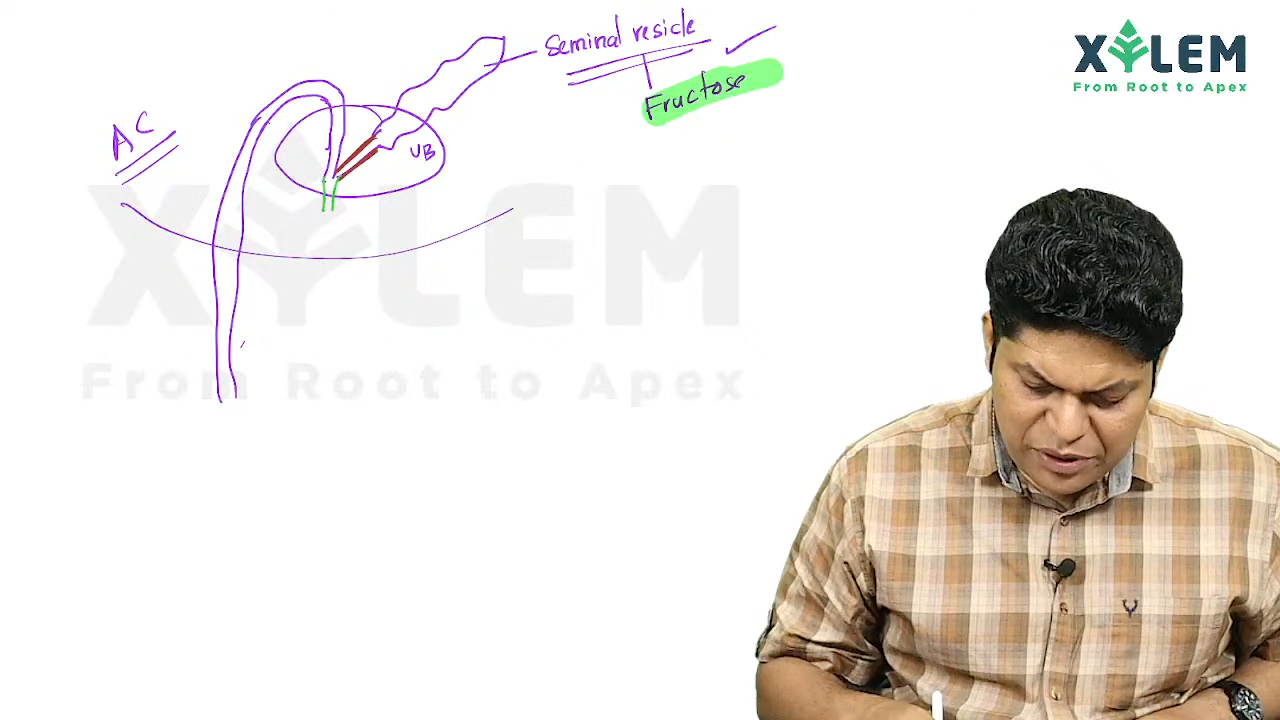 Seminal vesicle
Fructose
AC
UB
XYLEM
From Root to Apex
XYLEM
From Root to Apex